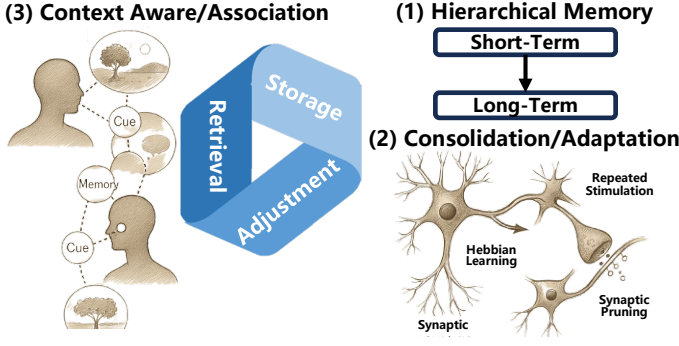 (3) Context Aware/Association
Cue
Memory
Cue
Retrieval
Storage
Adjustment
(1) Hierarchical Memory
Short-Term
Long-Term
(2) Consolidation/Adaptation
Repeated
Stimulation
Hebbian
Learning
Synaptic
Pruning
Synaptic